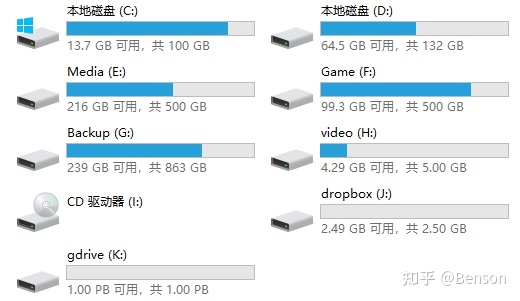 本地磁盘 (C:)
13.7 GB 可用，共 100 GB
本地磁盘 (D:)
64.5 GB 可用，共 132 GB
Media (E:)
216 GB 可用，共 500 GB
Game (F:)
99.3 GB 可用，共 500 GB
Backup (G:)
239 GB 可用，共 863 GB
video (H:)
4.29 GB 可用，共 5.00 GB
CD 驱动器 (I:)
dropbox (J:)
2.49 GB 可用，共 2.50 GB
gdrive (K:)
1.00 PB 可用，共 1.00 PB
知乎 @Benson